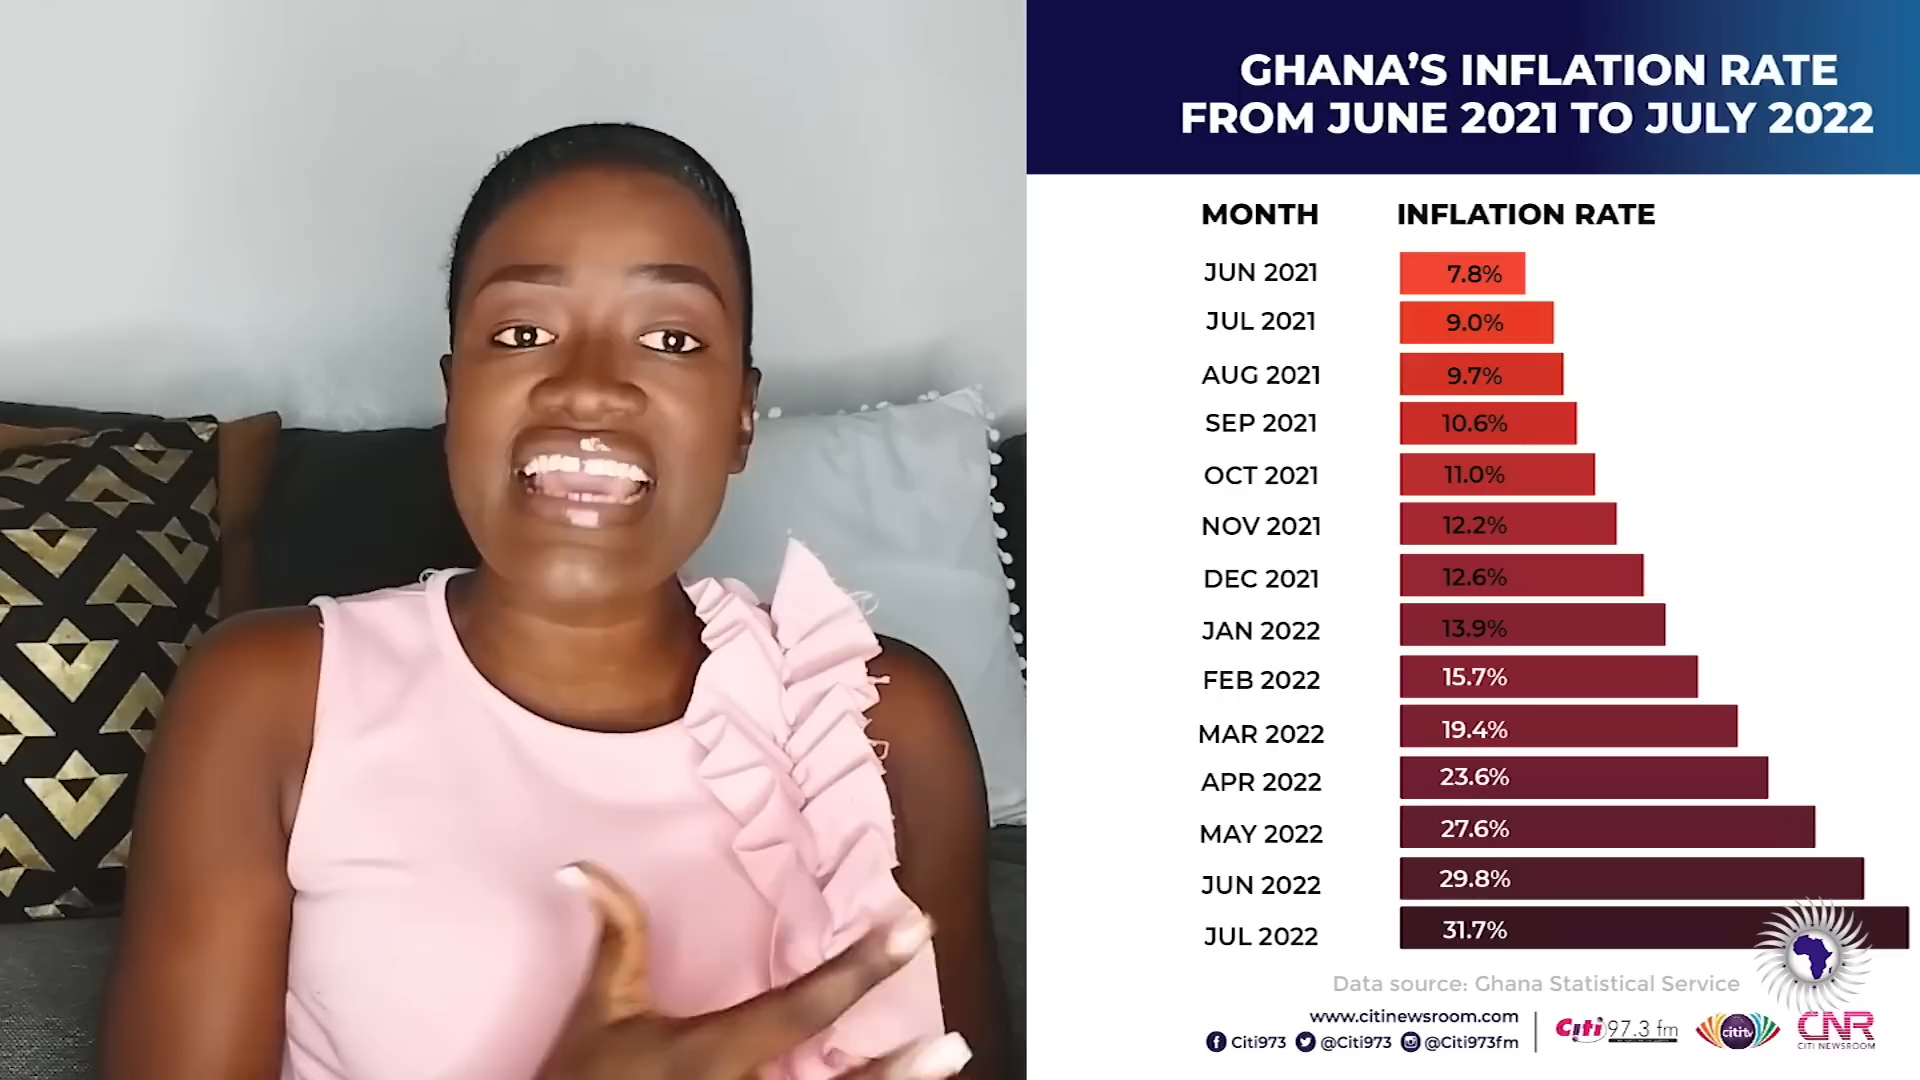 GHANA'S INFLATION RATE
FROM JUNE 2021 TO JULY 2022
MONTH INFLATION RATE
JUN 2021 7.8%
JUL 2021 9.0%
AUG 2021 9.7%
SEP 2021 10.6%
OCT 2021 11.0%
NOV 2021 12.2%
DEC 2021 12.6%
JAN 2022 13.9%
FEB 2022 15.7%
MAR 2022 19.4%
APR 2022 23.6%
MAY 2022 27.6%
JUN 2022 29.8%
JUL 2022 31.7%
Data source: Ghana Statistical Service
www.citinewsroom.com
Citi973 @Citi973 @Citi973fm
Citi 97.3 fm
cititv
CNR
CITI NEWSROOM